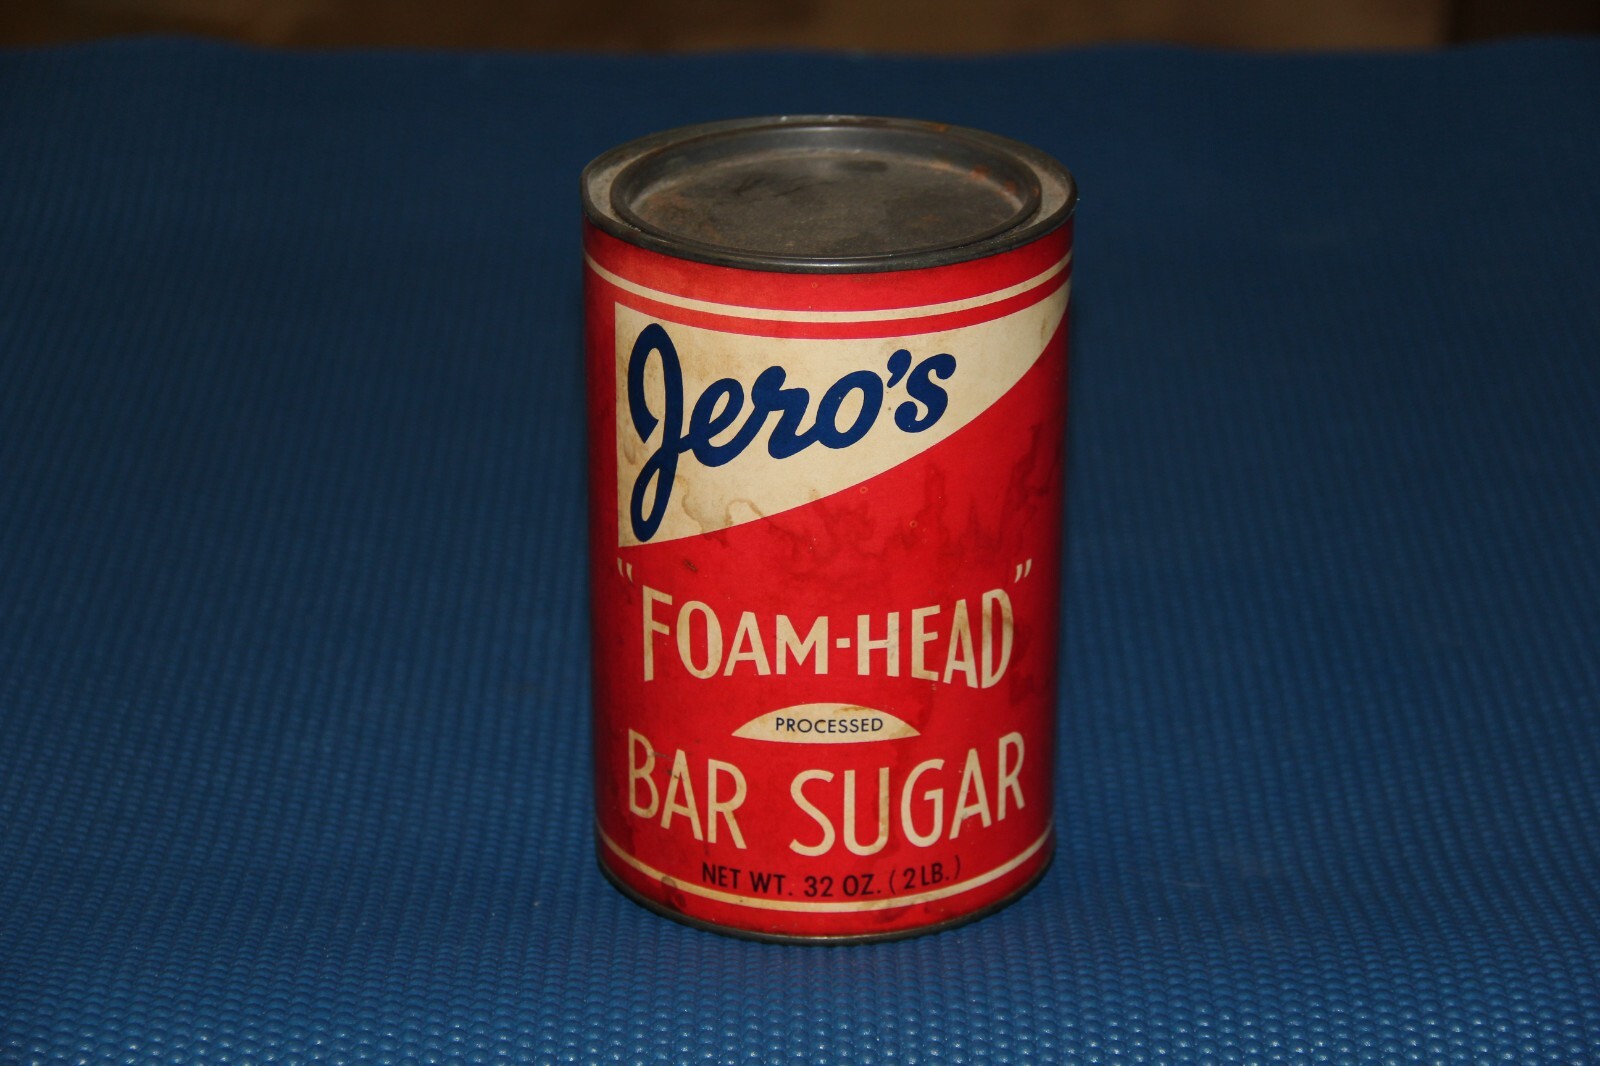 Jero's
"FOAM-HEAD"
PROCESSED
BAR SUGAR
NET WT. 32 OZ. (2 LB.)